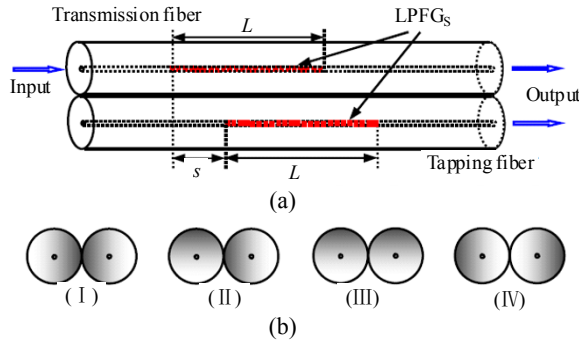 Transmission fiber
L
LPFGS
Input
Output
s
L
Tapping fiber
(a)
(I) (II) (III) (IV)
(b)